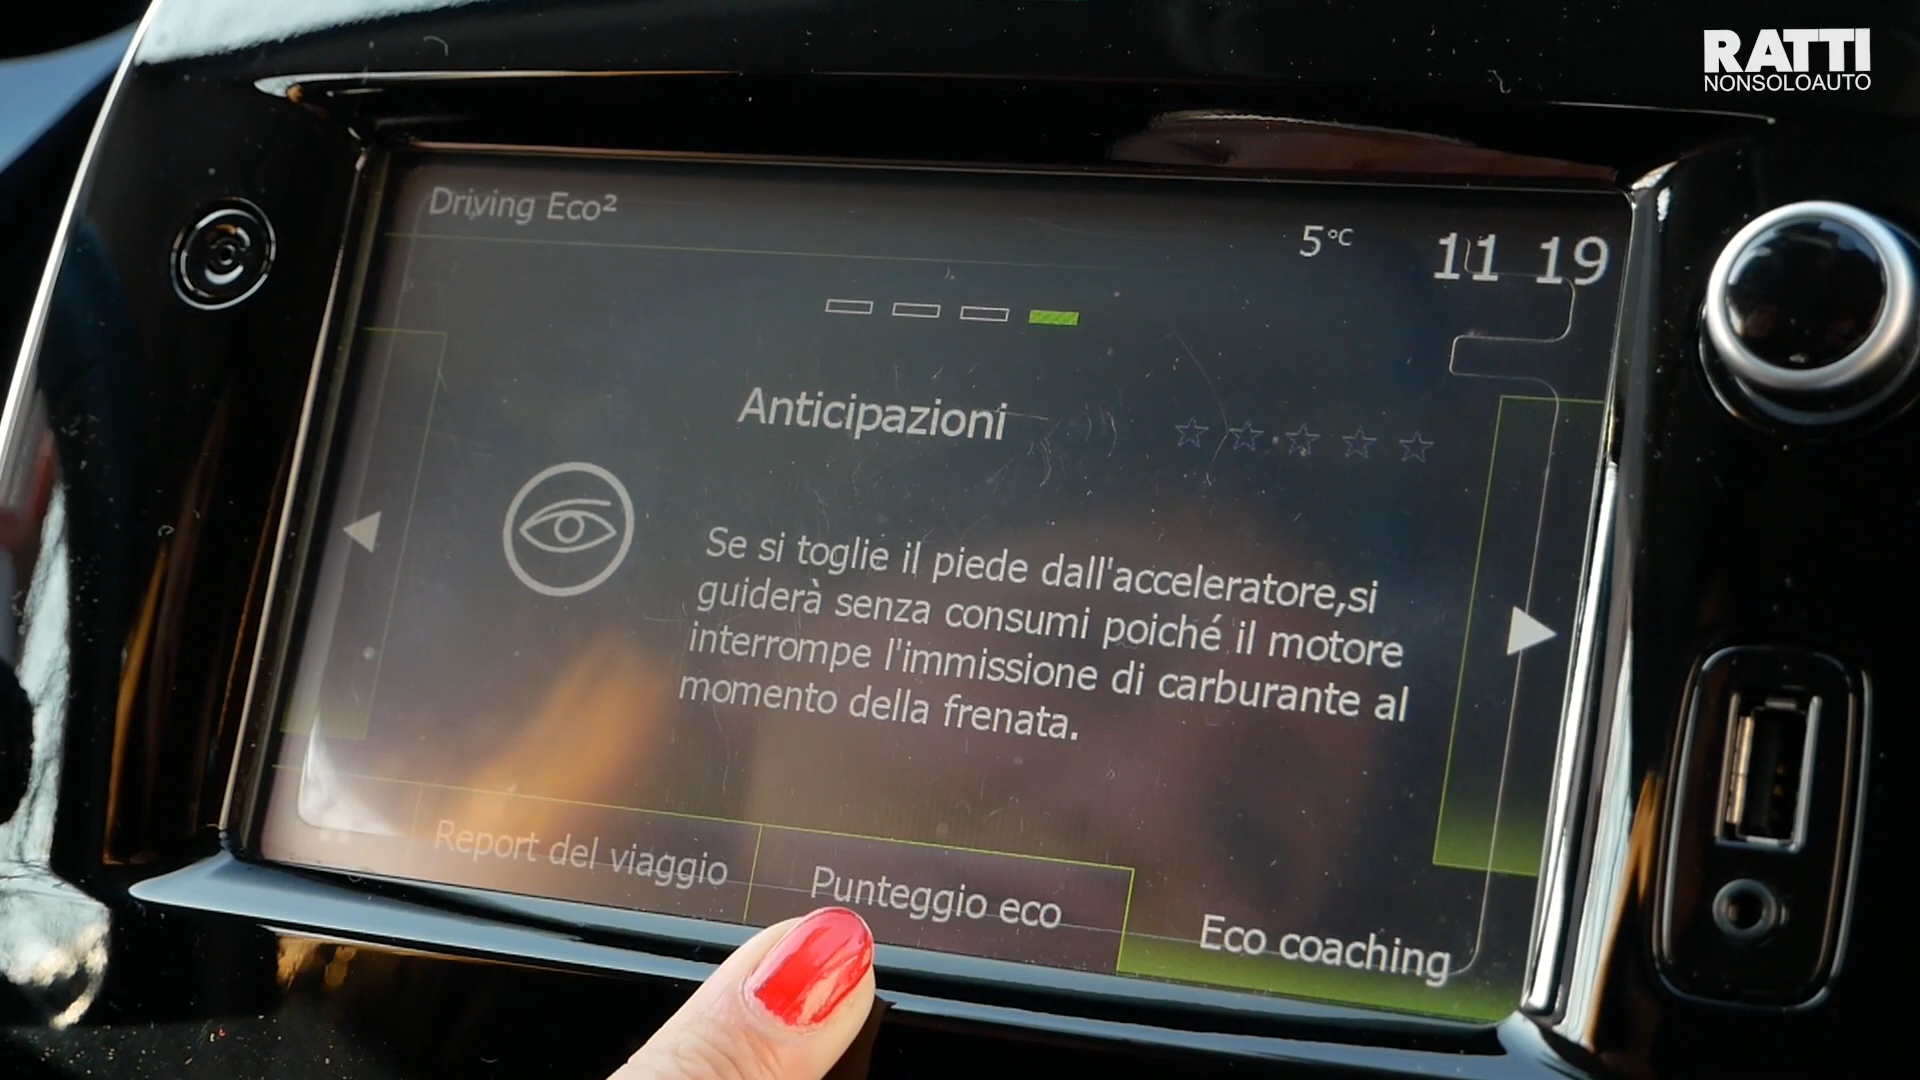 RATTI
NONSOLOAUTO
Driving Eco²
5°C
11 19
Anticipazioni
Se si toglie il piede dall'acceleratore,si
guiderà senza consumi poiché il motore
interrompe l'immissione di carburante al
momento della frenata.
Report del viaggio
Punteggio eco
Eco coaching